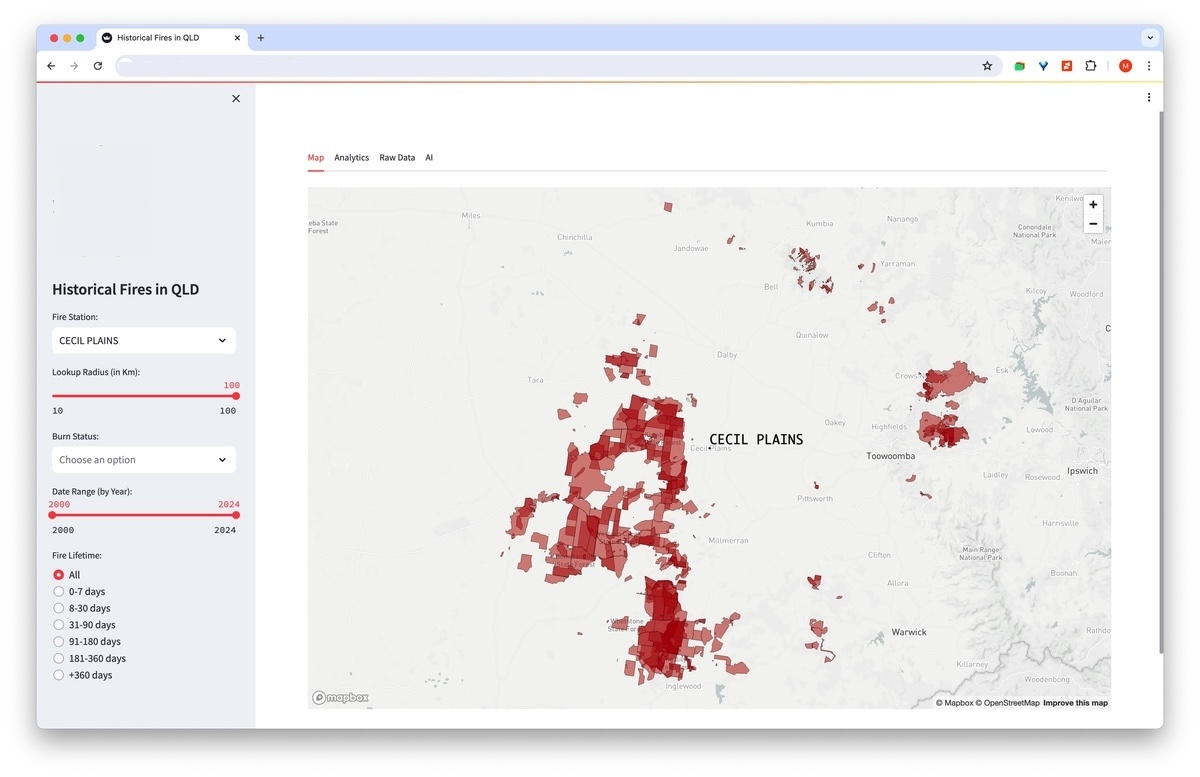 Historical Fires in QLD
M
Historical Fires in QLD
Fire Station:
CECIL PLAINS
Lookup Radius (in Km):
100
10 100
Burn Status:
Choose an option
Date Range (by Year):
2000 2024
2000 2024
Fire Lifetime:
All
0-7 days
8-30 days
31-90 days
91-180 days
181-360 days
+360 days
Map Analytics Raw Data AI
Miles
eba State
Forest
Chinchilla
Jandowae
Kumbia
Nanango
Kenilwo
Conondale
National Park
Maler
Bell
Yarraman
Kilcoy
Woodford
Quinalow
Dalby
Tara
Crows
Esk
D'Aguilar
National Park
C
Oakey
Highfields
Lowood
CECIL PLAINS
Cecil Plains
Toowoomba
Ipswich
Laidley
Rosewood
Pittsworth
Harrisville
Millmerran
Clifton
Main Range
National Park
Boonah
Allora
State Forest
Warwick
Rathdo
Killarney
Woodenbong
Inglewood
mapbox
© Mapbox © OpenStreetMap Improve this map
+
−